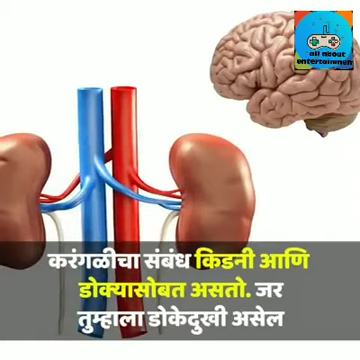 all about
entertainment
करंगळीचा संबंध किडनी आणि
डोक्यासोबत असतो. जर
तुम्हाला डोकेदुखी असेल